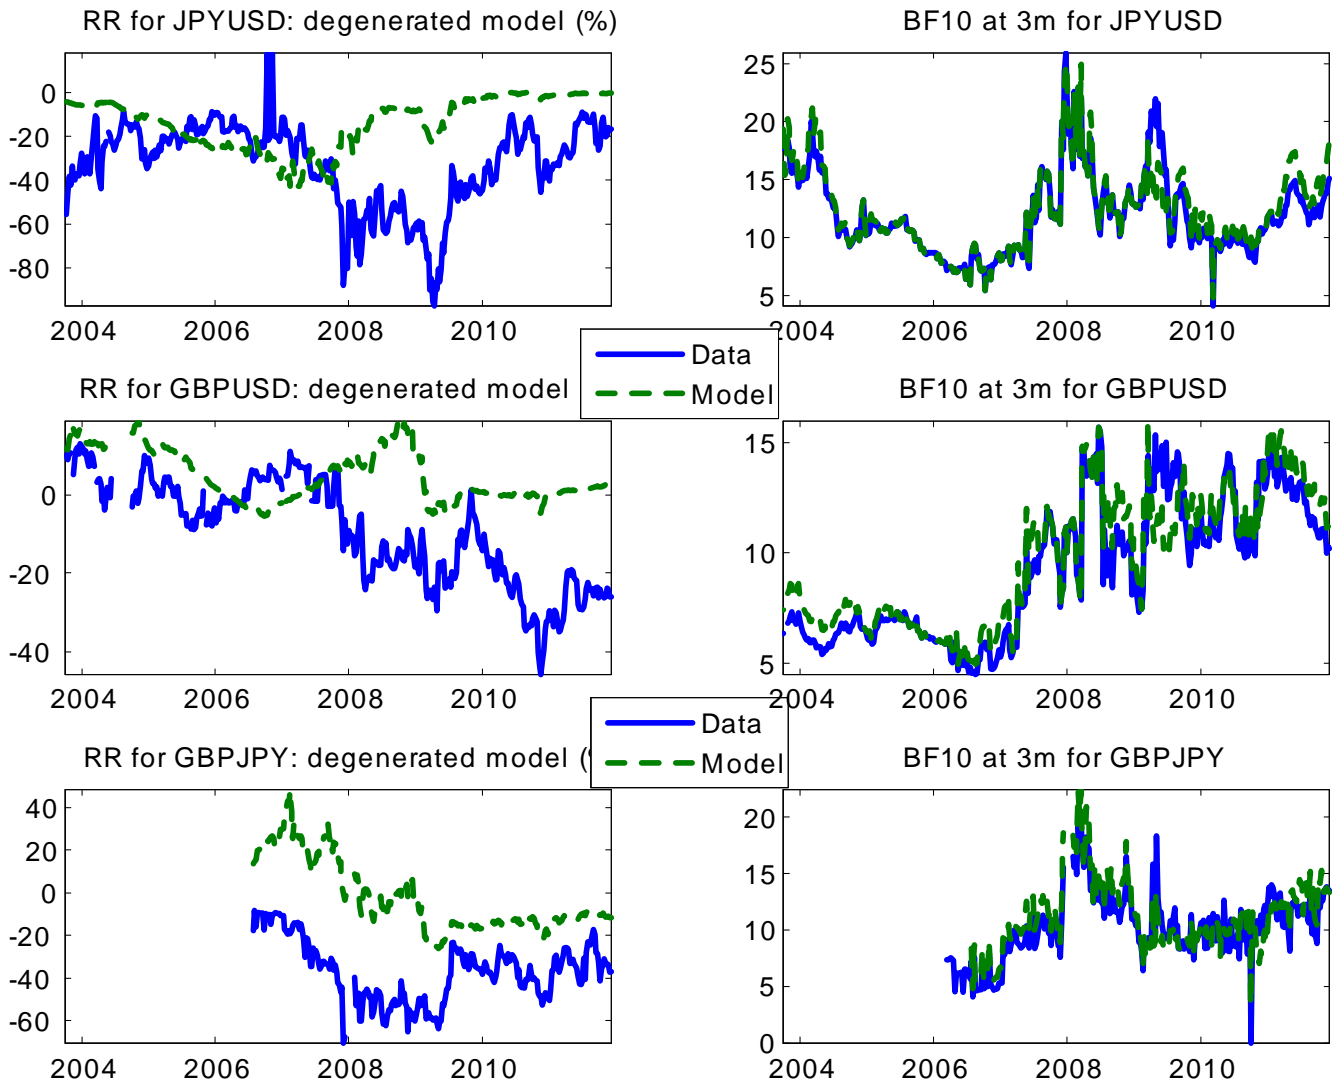 RR for JPYUSD: degenerated model (%)
0
-20
-40
-60
-80
2004 2006 2008 2010
BF10 at 3m for JPYUSD
25
20
15
10
5
2004 2006 2008 2010
Data
Model
RR for GBPUSD: degenerated model
0
-20
-40
2004 2006 2008 2010
BF10 at 3m for GBPUSD
15
10
5
2004 2006 2008 2010
Data
Model
RR for GBPJPY: degenerated model (
40
20
0
-20
-40
-60
2004 2006 2008 2010
BF10 at 3m for GBPJPY
20
15
10
5
0
2004 2006 2008 2010